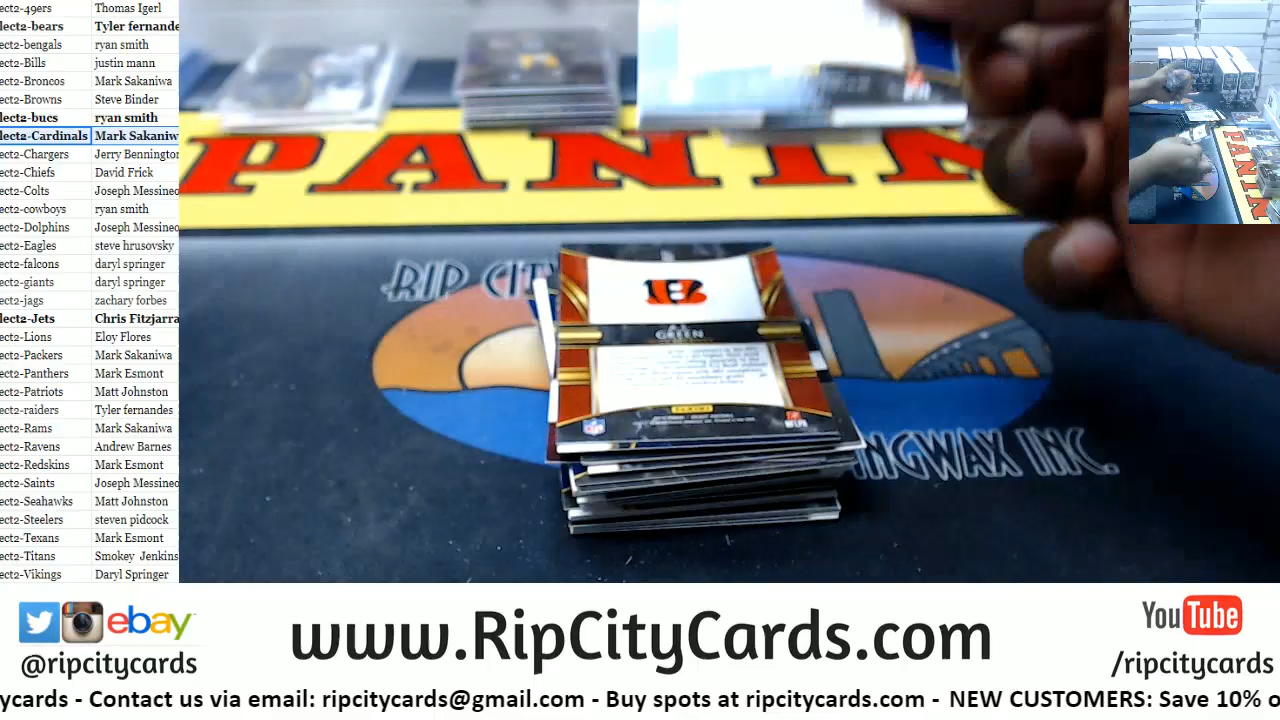 ect2-49ers Thomas Igerl
lect2-bears Tyler fernande
ect2-bengals ryan smith
ect2-Bills justin mann
ect2-Broncos Mark Sakaniwa
ect2-Browns Steve Binder
lect2-bucs ryan smith
lect2-Cardinals Mark Sakaniw
ect2-Chargers Jerry Bennington
ect2-Chiefs David Frick
ect2-Colts Joseph Messineo
ect2-cowboys ryan smith
ect2-Dolphins Joseph Messineo
ect2-Eagles steve hrusovsky
ect2-falcons daryl springer
ect2-giants daryl springer
ect2-jags zachary forbes
lect2-Jets Chris Fitzjarra
ect2-Lions Eloy Flores
ect2-Packers Mark Sakaniwa
ect2-Panthers Mark Esmont
ect2-Patriots Matt Johnston
ect2-raiders Tyler fernandes
ect2-Rams Mark Sakaniwa
ect2-Ravens Andrew Barnes
ect2-Redskins Mark Esmont
ect2-Saints Joseph Messineo
ect2-Seahawks Matt Johnston
ect2-Steelers steven pidcock
ect2-Texans Mark Esmont
ect2-Titans Smokey Jenkins
ect2-Vikings Daryl Springer
PANIN
RIP CITY
NGWAX INC.
A.J.
GREEN
PANINI
NFLPA
PANIN
ebay
@ripcitycards
www.RipCityCards.com
YouTube
/ripcitycards
ycards - Contact us via email: ripcitycards@gmail.com - Buy spots at ripcitycards.com - NEW CUSTOMERS: Save 10% o